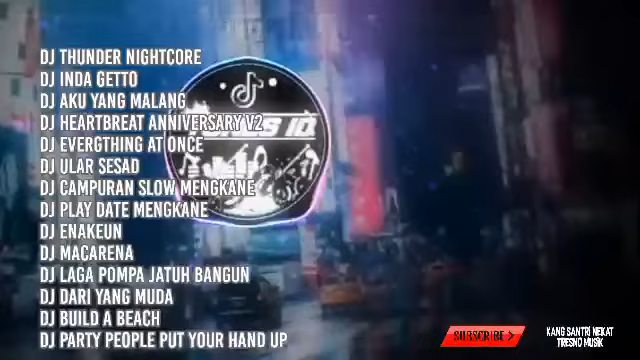 DJ THUNDER NIGHTCORE
DJ INDA GETTO
DJ AKU YANG MALANG
DJ HEARTBREAT ANNIVERSARY V2
DJ EVERGTHING AT ONCE
DJ ULAR SESAD
DJ CAMPURAN SLOW MENGKANE
DJ PLAY DATE MENGKANE
DJ ENAKEUN
DJ MACARENA
DJ LAGA POMPA JATUH BANGUN
DJ DARI YANG MUDA
DJ BUILD A BEACH
DJ PARTY PEOPLE PUT YOUR HAND UP
SUBSCRIBE
KANG SANTRI NEKAT
TRESNO MUSIK